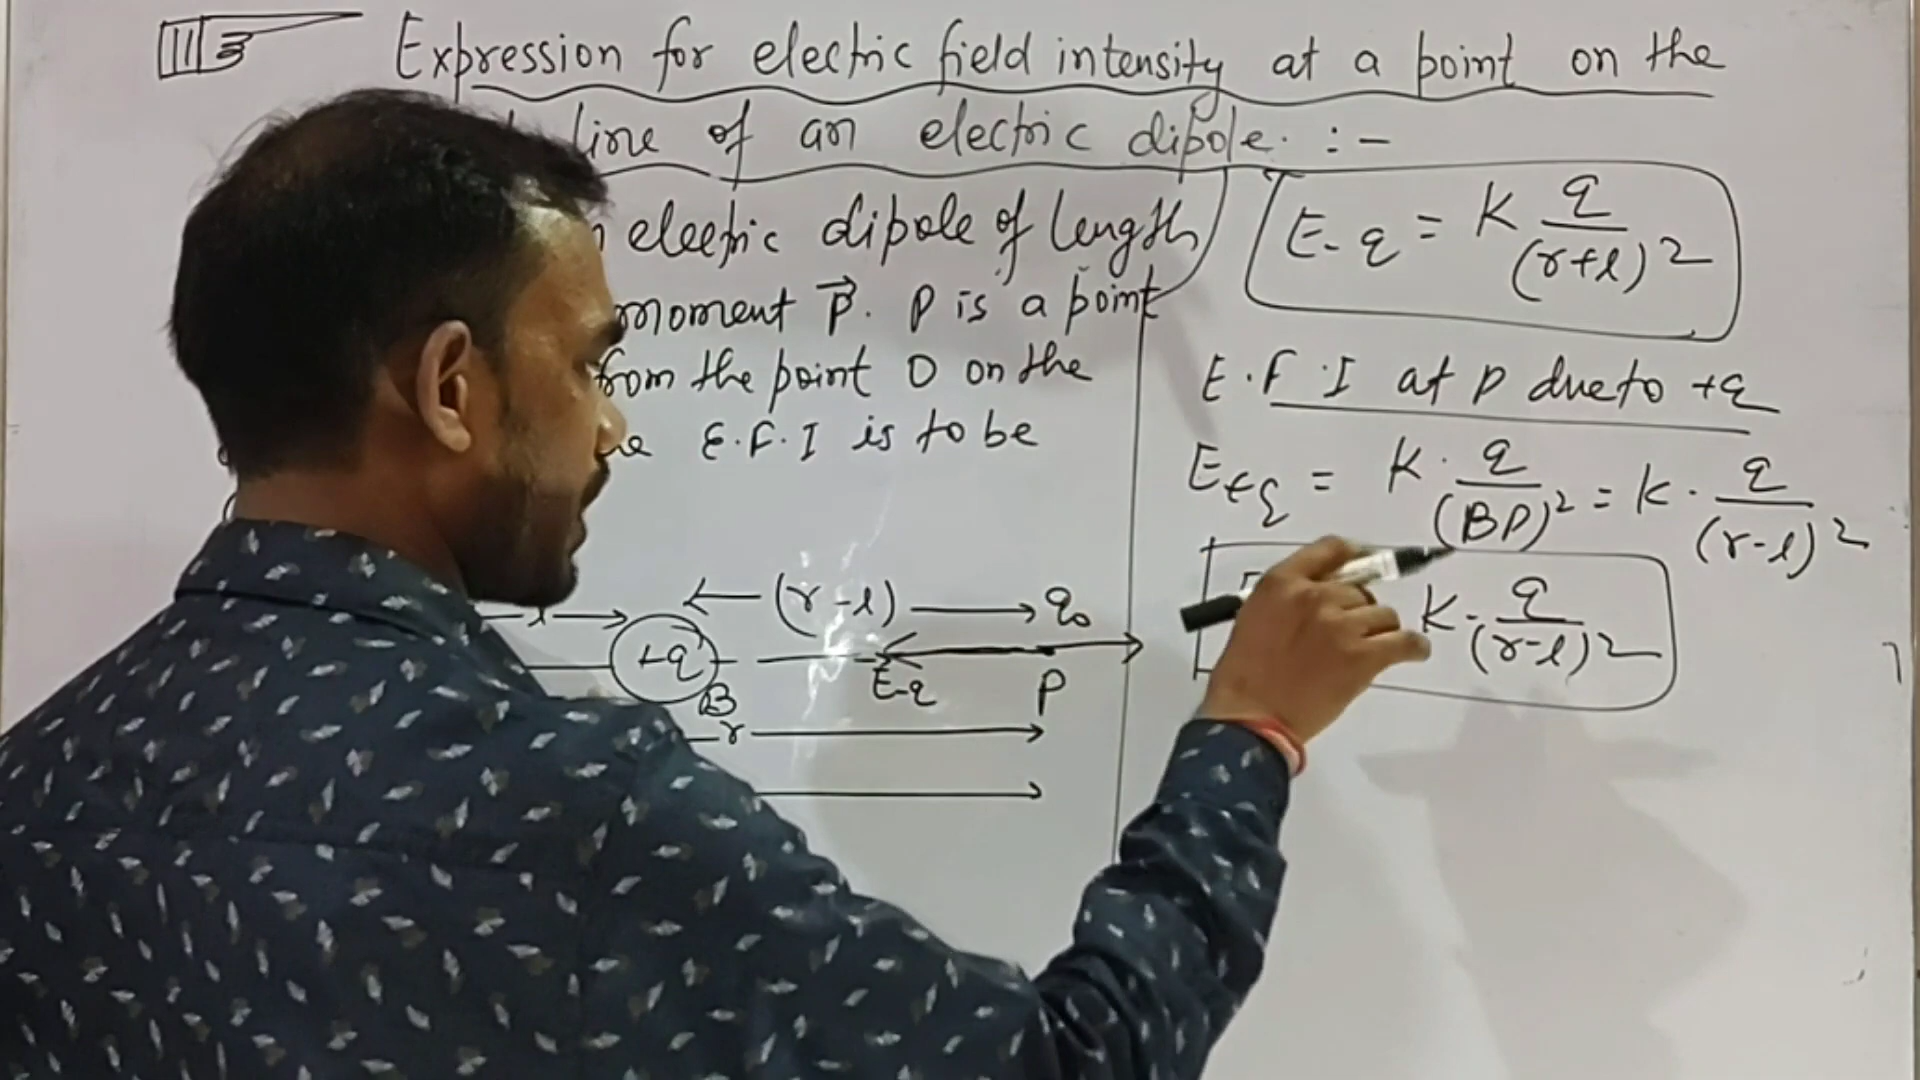 Expression for electric field intensity at a point on the
line of an electric dipole. :-
electric dipole of length
moment P⃗. P is a point
from the point O on the
E.F.I is to be
(r-l) q₀
+q
B
E-q
P
r
E-q = K q/(r+l)²
E.F.I at P due to +q
E+q = K · q/(BP)² = K · q/(r-l)²
K · q/(r-l)²